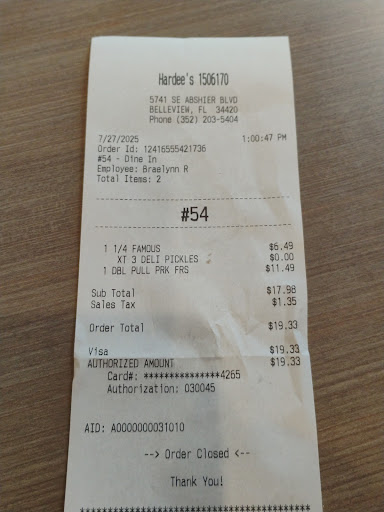 Hardee's 1506170
5741 SE ABSHIER BLVD
BELLEVIEW, FL 34420
Phone (352) 203-5404
7/27/2025 1:00:47 PM
Order Id: 12416555421736
#54 - Dine In
Employee: Braelynn R
Total Items: 2
#54
1 1/4 FAMOUS $6.49
XT 3 DELI PICKLES $0.00
1 DBL PULL PRK FRS $11.49
Sub Total $17.98
Sales Tax $1.35
Order Total $19.33
Visa $19.33
AUTHORIZED AMOUNT $19.33
Card#: ***************4265
Authorization: 030045
AID: A0000000031010
--> Order Closed <--
Thank You!
****************************************